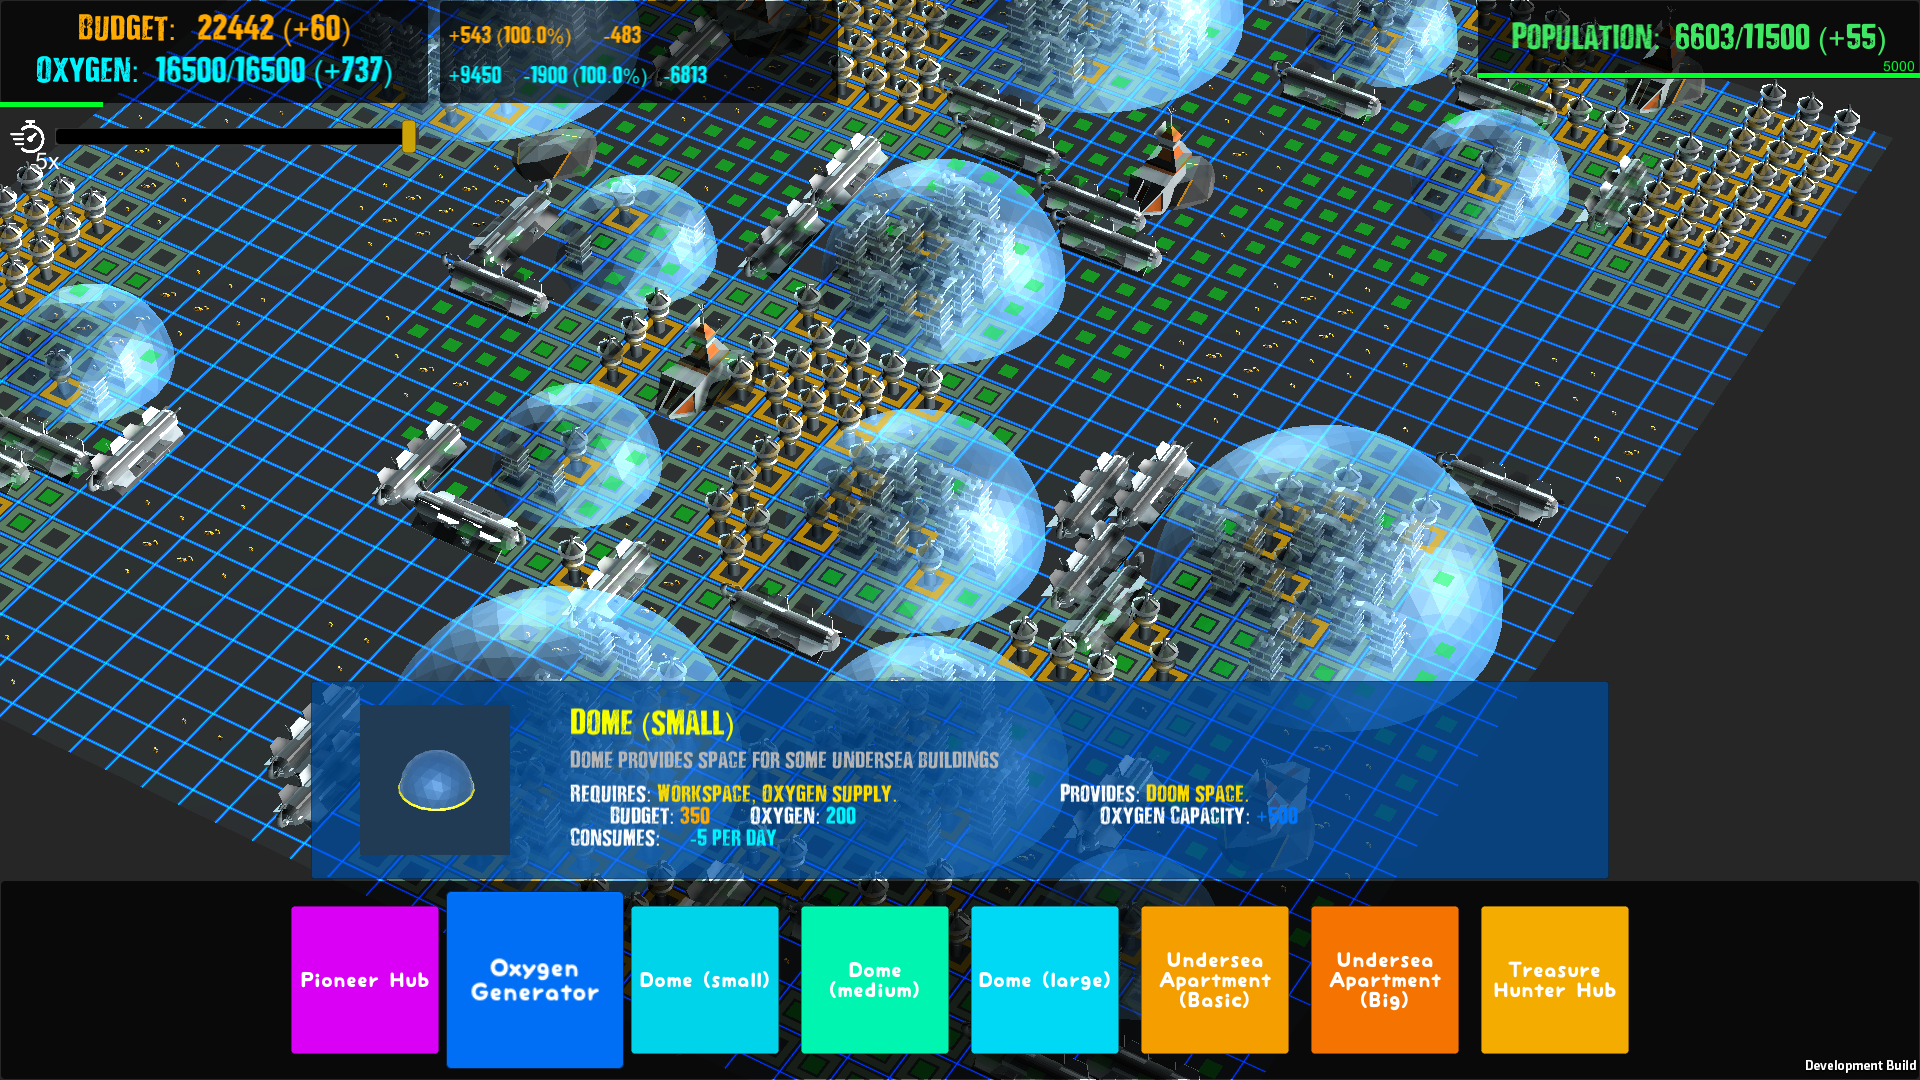 BUDGET: 22442 (+60)
OXYGEN: 16500/16500 (+737)
+543 (100.0%) -483
+9450 -1900 (100.0%) -6813
POPULATION: 6603/11500 (+55)
5000
5x
DOME (SMALL)
DOME PROVIDES SPACE FOR SOME UNDERSEA BUILDINGS
REQUIRES: WORKSPACE, OXYGEN SUPPLY.
BUDGET: 350 OXYGEN: 200
CONSUMES: -5 PER DAY
PROVIDES: DOOM SPACE.
OXYGEN CAPACITY:
Pioneer Hub
Oxygen
Generator
Dome (small)
Dome
(medium)
Dome (large)
Undersea
Apartment
(Basic)
Undersea
Apartment
(Big)
Treasure
Hunter Hub
Development Build